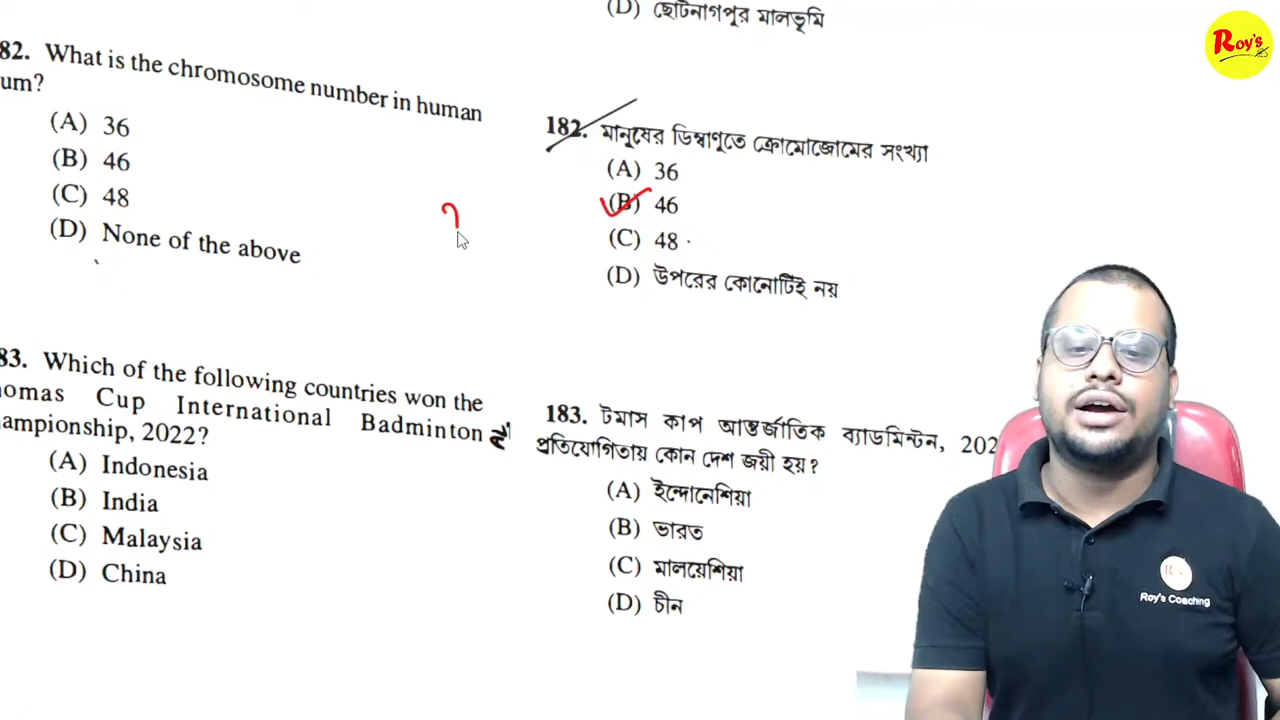 (D) ছোটনাগপুর মালভূমি
Roy's
82. What is the chromosome number in human
um?
(A) 36
(B) 46
(C) 48
(D) None of the above
182. মানুষের ডিম্বাণুতে ক্রোমোজোমের সংখ্যা
(A) 36
(B) 46
(C) 48
(D) উপরের কোনোটিই নয়
83. Which of the following countries won the
omas Cup International Badminton
ampionship, 2022?
(A) Indonesia
(B) India
(C) Malaysia
(D) China
183. টমাস কাপ আন্তর্জাতিক ব্যাডমিন্টন, 202
প্রতিযোগিতায় কোন দেশ জয়ী হয়?
(A) ইন্দোনেশিয়া
(B) ভারত
(C) মালয়েশিয়া
(D) চীন
Roy's Coaching